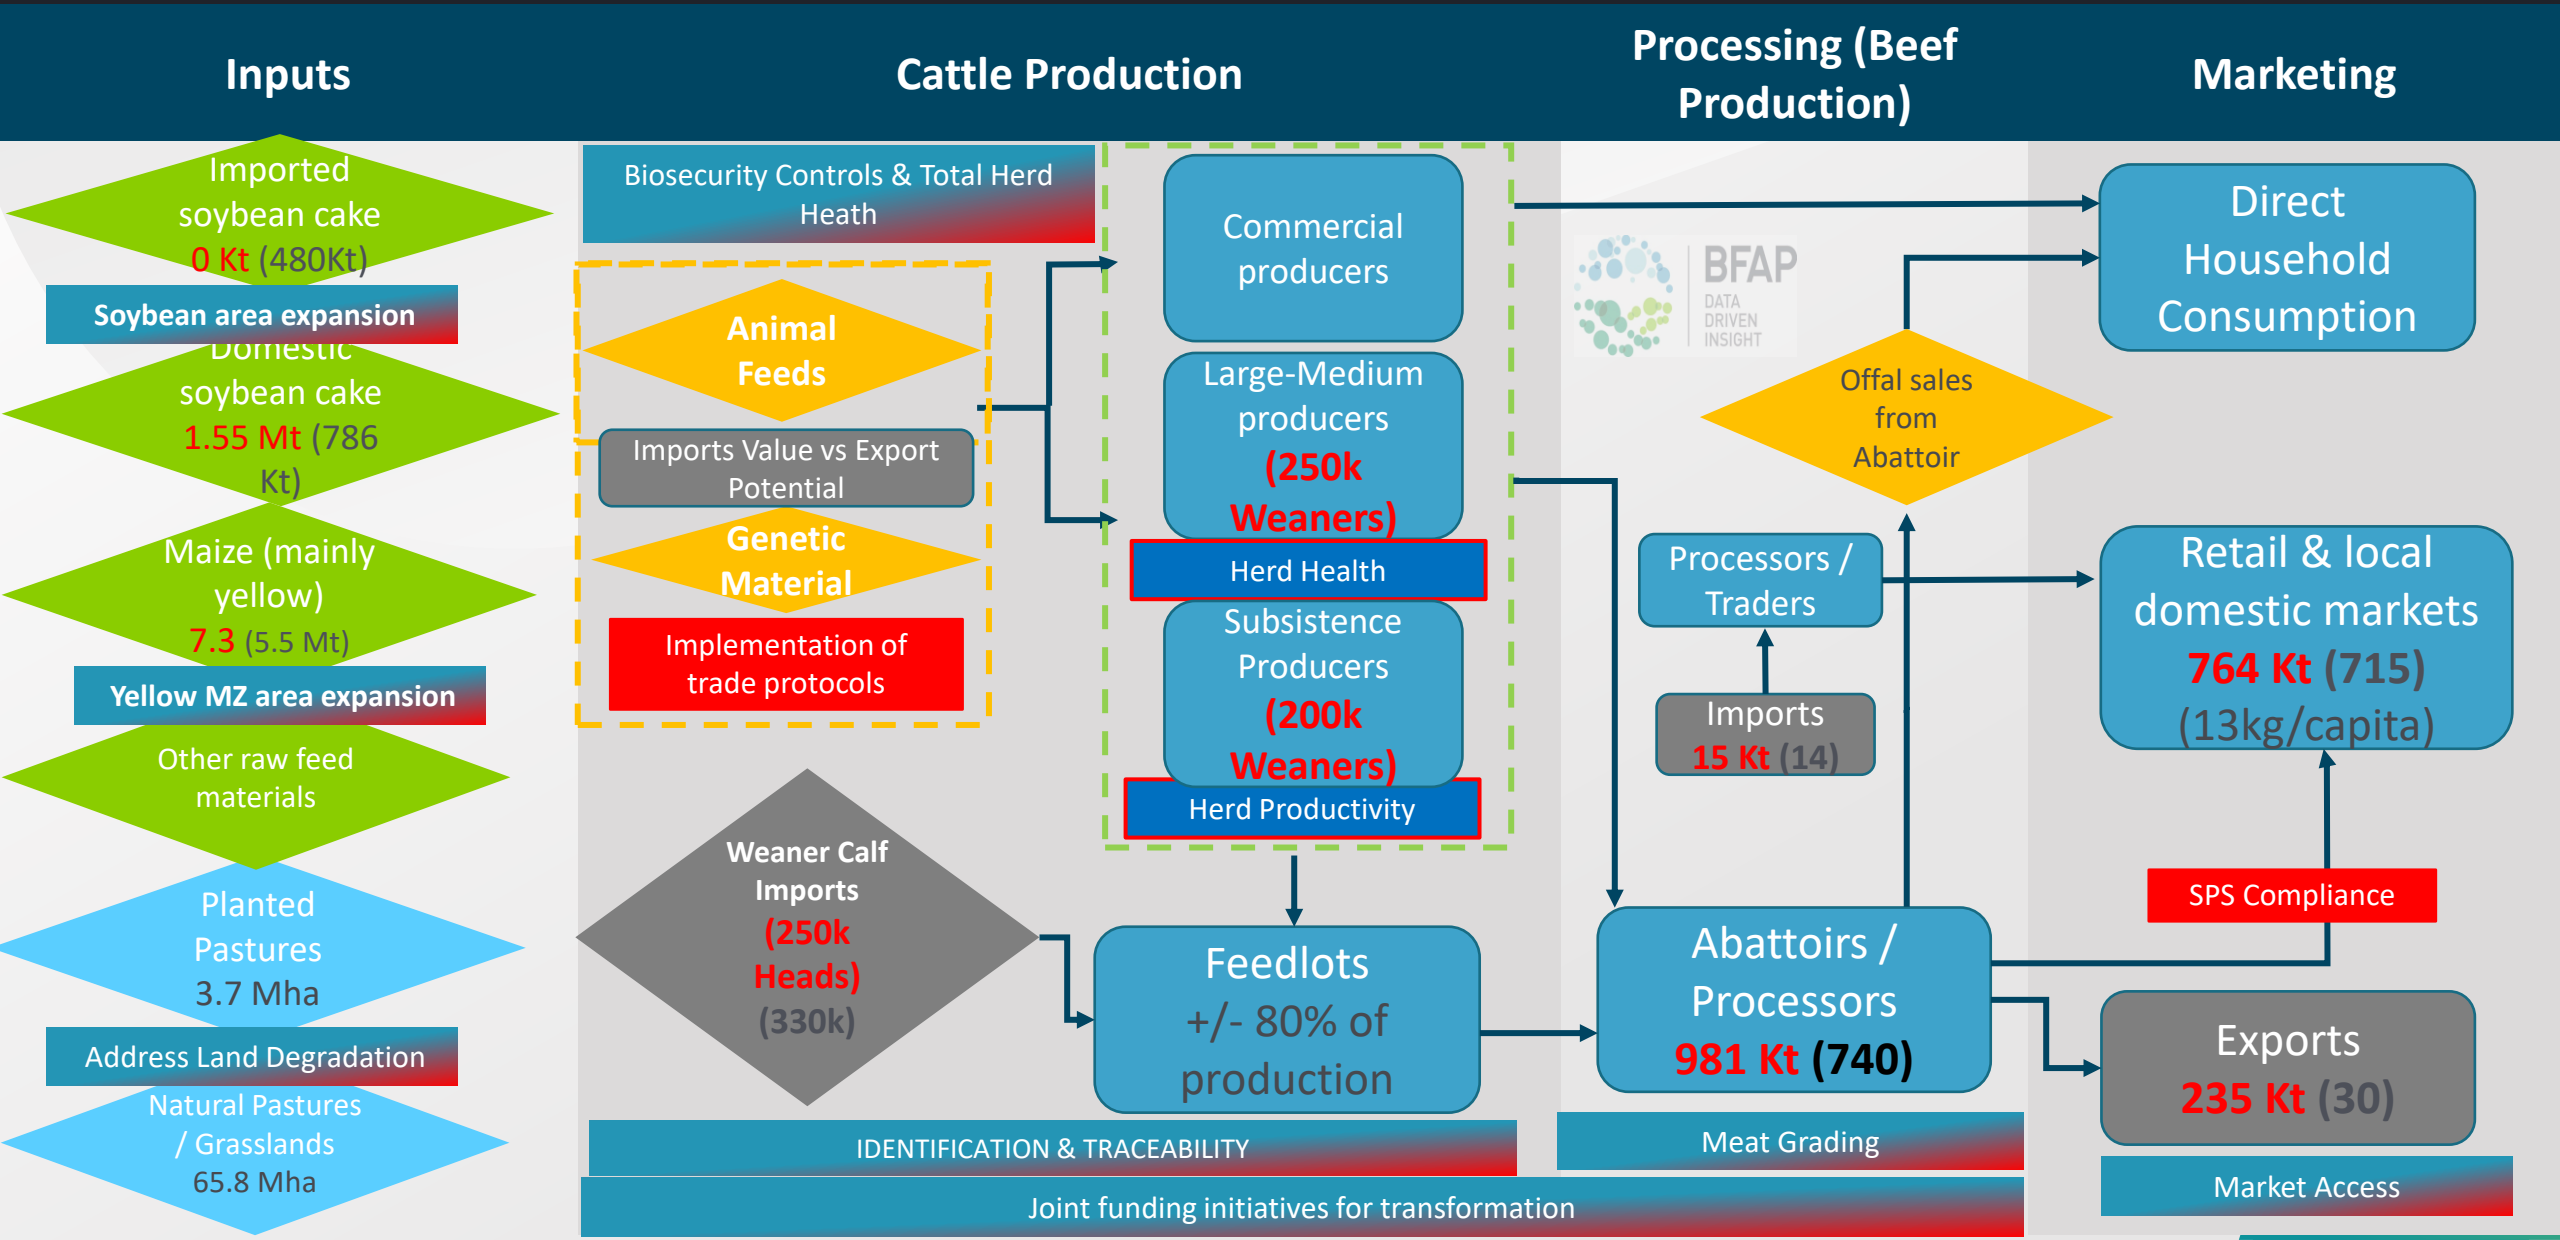 Inputs
Cattle Production
Processing (Beef
Production)
Marketing
Imported
soybean cake
0 Kt (480Kt)
Soybean area expansion
Domestic
soybean cake
1.55 Mt (786
Kt)
Maize (mainly
yellow)
7.3 (5.5 Mt)
Yellow MZ area expansion
Other raw feed
materials
Planted
Pastures
3.7 Mha
Address Land Degradation
Natural Pastures
/ Grasslands
65.8 Mha
Biosecurity Controls & Total Herd
Heath
Animal
Feeds
Imports Value vs Export
Potential
Genetic
Material
Implementation of
trade protocols
Weaner Calf
Imports
(250k
Heads)
(330k)
Commercial
producers
Large-Medium
producers
(250k
Weaners)
Herd Health
Subsistence
Producers
(200k
Weaners)
Herd Productivity
Feedlots
+/- 80% of
production
IDENTIFICATION & TRACEABILITY
Joint funding initiatives for transformation
BFAP
DATA
DRIVEN
INSIGHT
Offal sales
from
Abattoir
Processors /
Traders
Imports
15 Kt (14)
Abattoirs /
Processors
981 Kt (740)
Meat Grading
Direct
Household
Consumption
Retail & local
domestic markets
764 Kt (715)
(13kg/capita)
SPS Compliance
Exports
235 Kt (30)
Market Access